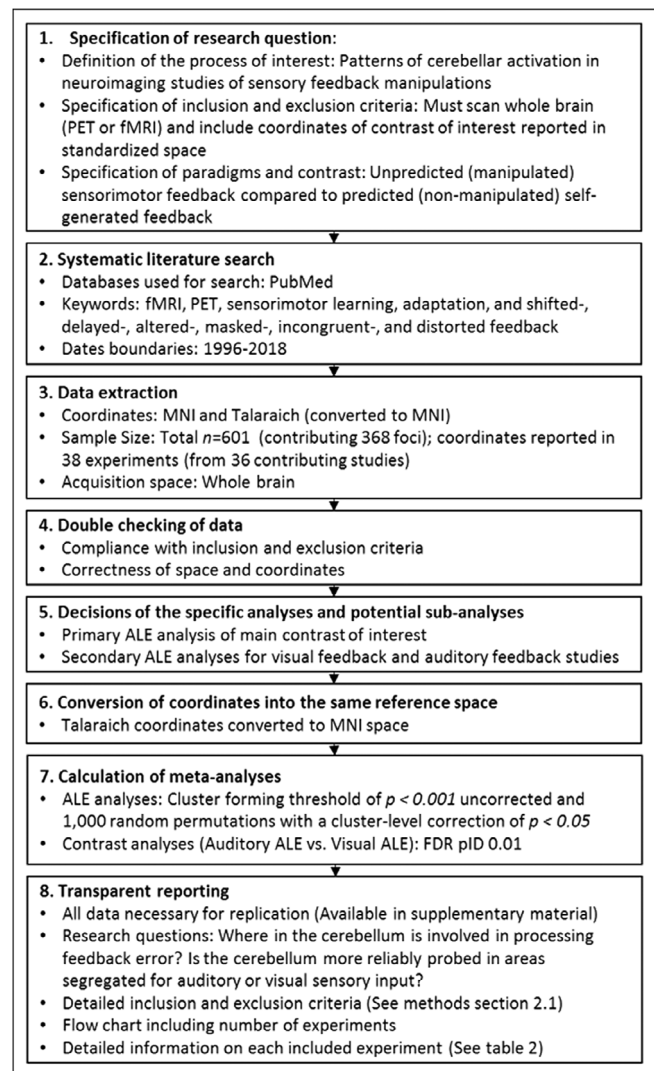 1. Specification of research question:
• Definition of the process of interest: Patterns of cerebellar activation in
neuroimaging studies of sensory feedback manipulations
• Specification of inclusion and exclusion criteria: Must scan whole brain
(PET or fMRI) and include coordinates of contrast of interest reported in
standardized space
• Specification of paradigms and contrast: Unpredicted (manipulated)
sensorimotor feedback compared to predicted (non-manipulated) self-
generated feedback
2. Systematic literature search
• Databases used for search: PubMed
• Keywords: fMRI, PET, sensorimotor learning, adaptation, and shifted-,
delayed-, altered-, masked-, incongruent-, and distorted feedback
• Dates boundaries: 1996-2018
3. Data extraction
• Coordinates: MNI and Talaraich (converted to MNI)
• Sample Size: Total n=601 (contributing 368 foci); coordinates reported in
38 experiments (from 36 contributing studies)
• Acquisition space: Whole brain
4. Double checking of data
• Compliance with inclusion and exclusion criteria
• Correctness of space and coordinates
5. Decisions of the specific analyses and potential sub-analyses
• Primary ALE analysis of main contrast of interest
• Secondary ALE analyses for visual feedback and auditory feedback studies
6. Conversion of coordinates into the same reference space
• Talaraich coordinates converted to MNI space
7. Calculation of meta-analyses
• ALE analyses: Cluster forming threshold of p < 0.001 uncorrected and
1,000 random permutations with a cluster-level correction of p < 0.05
• Contrast analyses (Auditory ALE vs. Visual ALE): FDR pID 0.01
8. Transparent reporting
• All data necessary for replication (Available in supplementary material)
• Research questions: Where in the cerebellum is involved in processing
feedback error? Is the cerebellum more reliably probed in areas
segregated for auditory or visual sensory input?
• Detailed inclusion and exclusion criteria (See methods section 2.1)
• Flow chart including number of experiments
• Detailed information on each included experiment (See table 2)